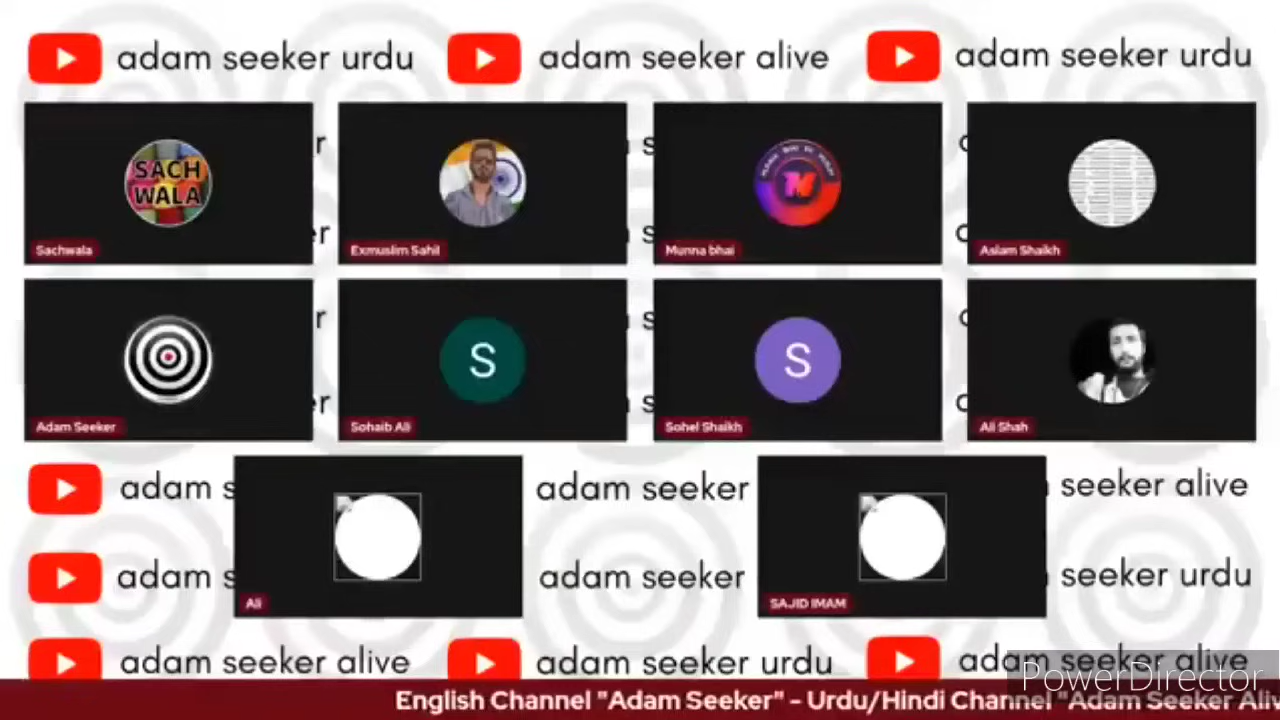 adam seeker urdu adam seeker alive adam seeker urdu
SACH
WALA
M
Sachwala Exmuslim Sahil Munna bhai Aslam Shaikh
S S
Adam Seeker Sohaib Ali Sohel Shaikh Ali Shah
adam s adam seeker seeker alive
adam s adam seeker seeker urdu
Ali SAJID IMAM
adam seeker alive adam seeker urdu adam seeker alive
PowerDirector
English Channel "Adam Seeker" - Urdu/Hindi Channel "Adam Seeker Aliv